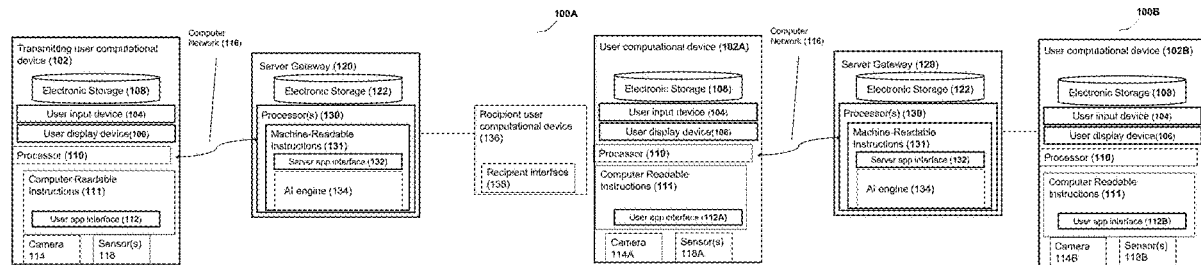 100A
Transmitting user computational
device (102)
Electronic Storage (108)
User input device (104)
User display device(106)
Processor (110)
Computer Readable
Instructions (111)
User app interface (112)
Camera
114
Sensor(s)
118
Computer
Network (116)
Server Gateway (120)
Electronic Storage (122)
Processor(s) (130)
Machine-Readable
Instructions (131)
Server app interface (132)
AI engine (134)
Recipient user
computational device
(136)
Recipient interface
(138)
100B
User computational device (102A)
Electronic Storage (108)
User input device (104)
User display device(106)
Processor (110)
Computer Readable
Instructions (111)
User app interface (112A)
Camera
114A
Sensor(s)
118A
Computer
Network (116)
Server Gateway (120)
Electronic Storage (122)
Processor(s) (130)
Machine-Readable
Instructions (131)
Server app interface (132)
AI engine (134)
User computational device (102B)
Electronic Storage (108)
User input device (104)
User display device (106)
Processor (110)
Computer Readable
Instructions (111)
User app interface (112B)
Camera
114B
Sensor(s)
118B